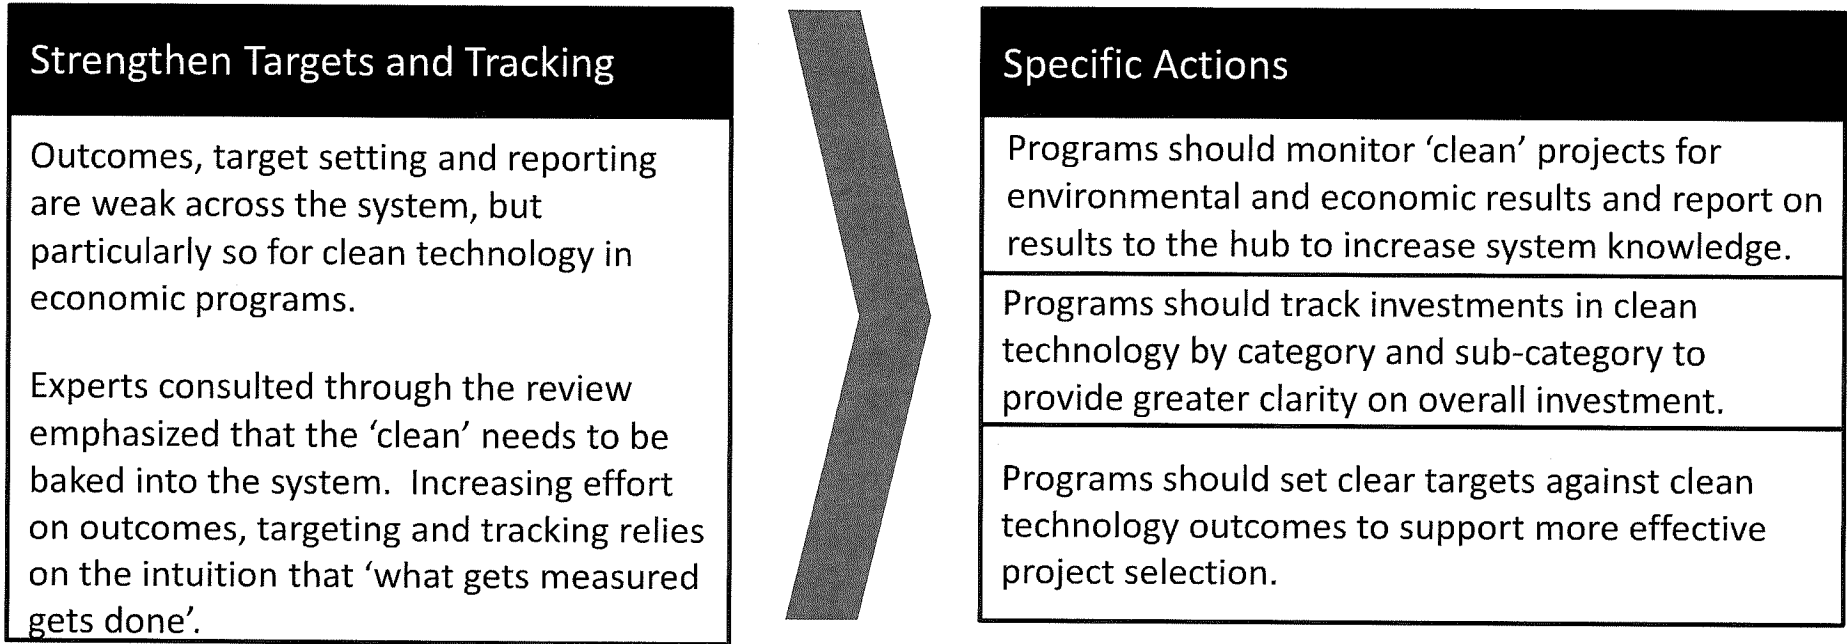 Strengthen Targets and Tracking
Outcomes, target setting and reporting
are weak across the system, but
particularly so for clean technology in
economic programs.
Experts consulted through the review
emphasized that the ‘clean’ needs to be
baked into the system.  Increasing effort
on outcomes, targeting and tracking relies
on the intuition that ‘what gets measured
gets done’.
Specific Actions
Programs should monitor ‘clean’ projects for
environmental and economic results and report on
results to the hub to increase system knowledge.
Programs should track investments in clean
technology by category and sub-category to
provide greater clarity on overall investment.
Programs should set clear targets against clean
technology outcomes to support more effective
project selection.